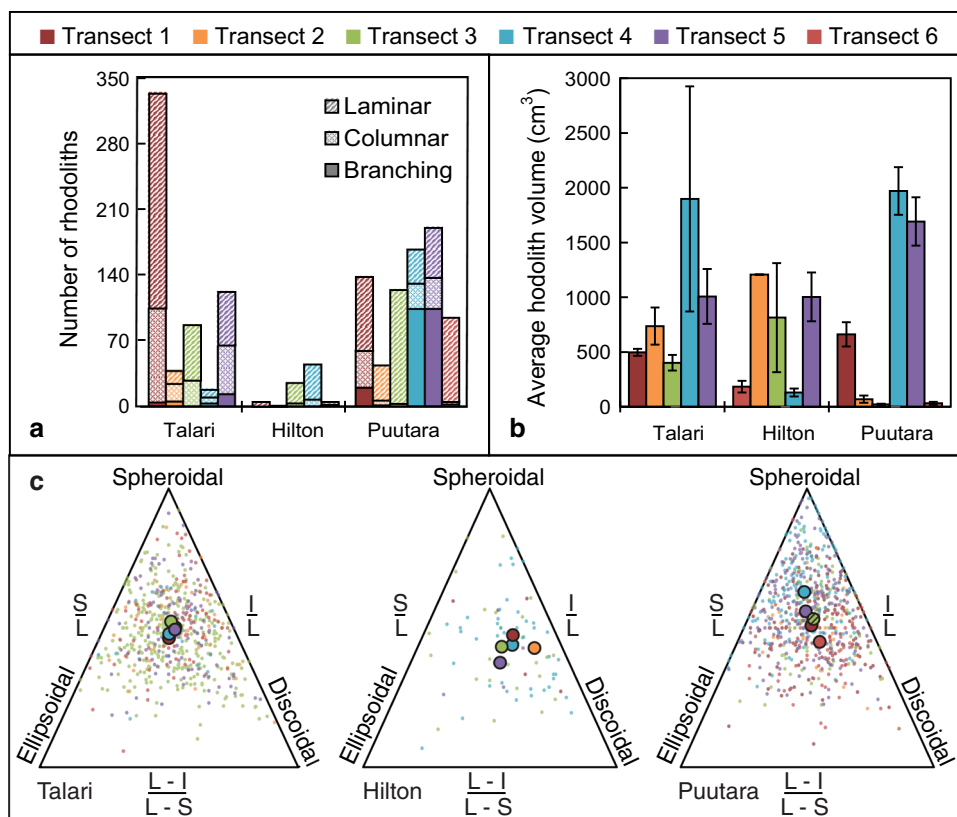 Transect 1 Transect 2 Transect 3 Transect 4 Transect 5 Transect 6
Number of rhodoliths
350
280
210
140
70
0
Laminar
Columnar
Branching
a
Talari Hilton Puutara
Average hodolith volume (cm³)
3000
2500
2000
1500
1000
500
0
b
Talari Hilton Puutara
c
Spheroidal
S
L
I
L
Ellipsoidal
Discoidal
Talari
L - I
L - S
Spheroidal
S
L
I
L
Ellipsoidal
Discoidal
Hilton
L - I
L - S
Spheroidal
S
L
I
L
Ellipsoidal
Discoidal
Puutara
L - I
L - S